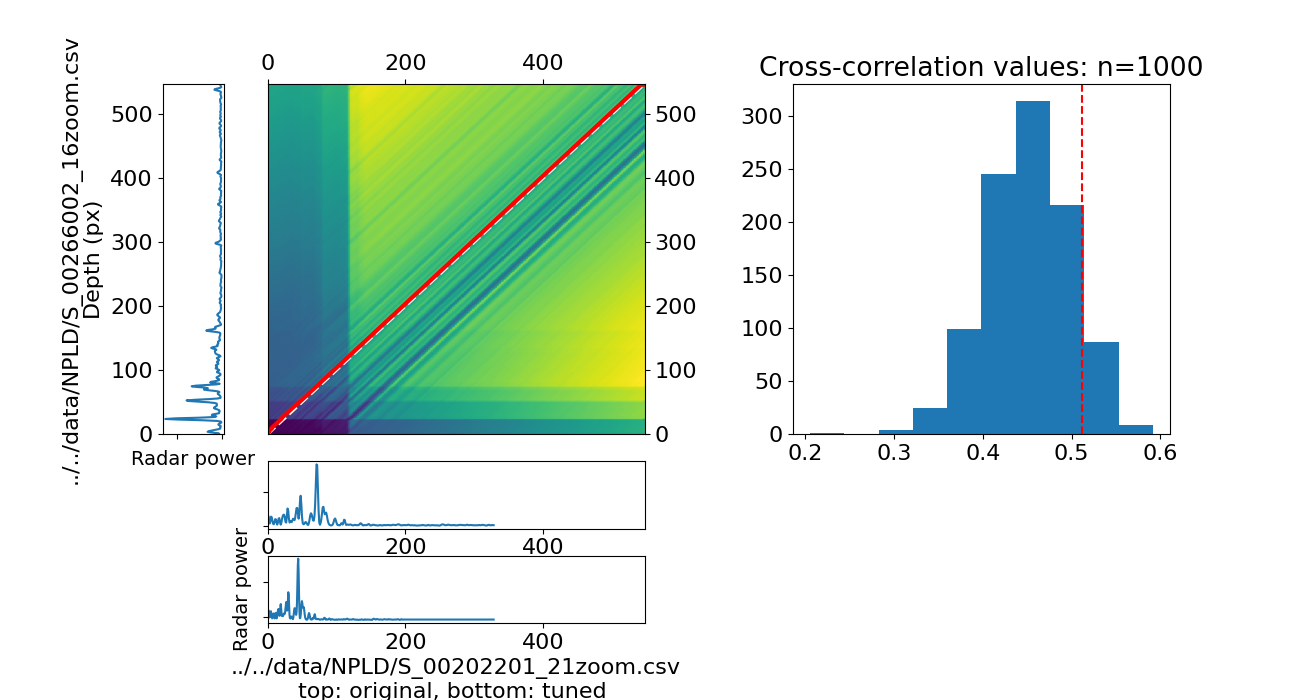 ../../data/NPLD/S_00266002_16zoom.csv
Depth (px)
0
100
200
300
400
500
Radar power
0 200 400
0
100
200
300
400
500
0 200 400
Radar power
0 200 400
../../data/NPLD/S_00202201_21zoom.csv
top: original, bottom: tuned
Cross-correlation values: n=1000
300
250
200
150
100
50
0
0.2 0.3 0.4 0.5 0.6